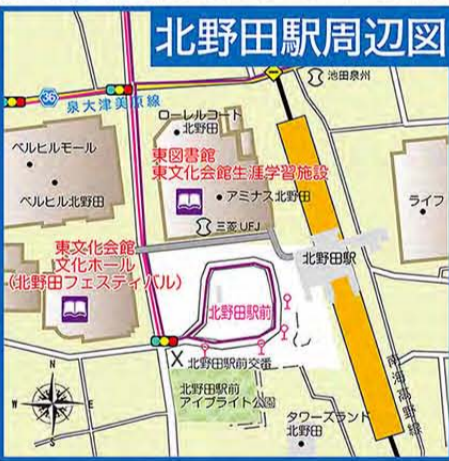 北野田駅周辺図
池田泉州
36
泉大津美原線
ローレルコート
北野田
ベルヒルモール
東図書館
東文化会館生涯学習施設
アミナス北野田
ベルヒル北野田
ライフ
三菱UFJ
東文化会館
文化ホール
(北野田フェスティバル)
北野田駅
北野田駅前
X
北野田駅前交番
N
W
E
S
北野田駅前
アイブライト公園
タワーズランド
北野田
南海高野線